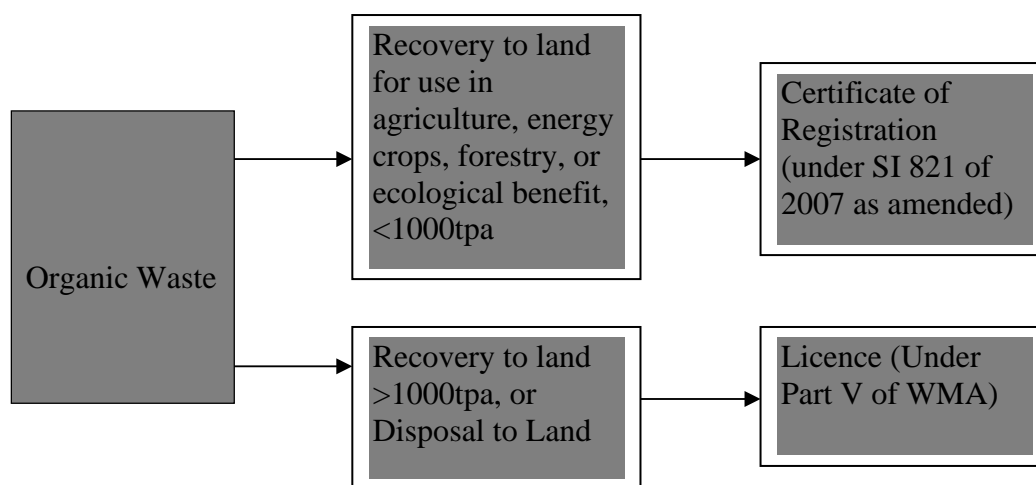 Organic Waste
Recovery to land
for use in
agriculture, energy
crops, forestry, or
ecological benefit,
<1000tpa
Certificate of
Registration
(under SI 821 of
2007 as amended)
Recovery to land
>1000tpa, or
Disposal to Land
Licence (Under
Part V of WMA)